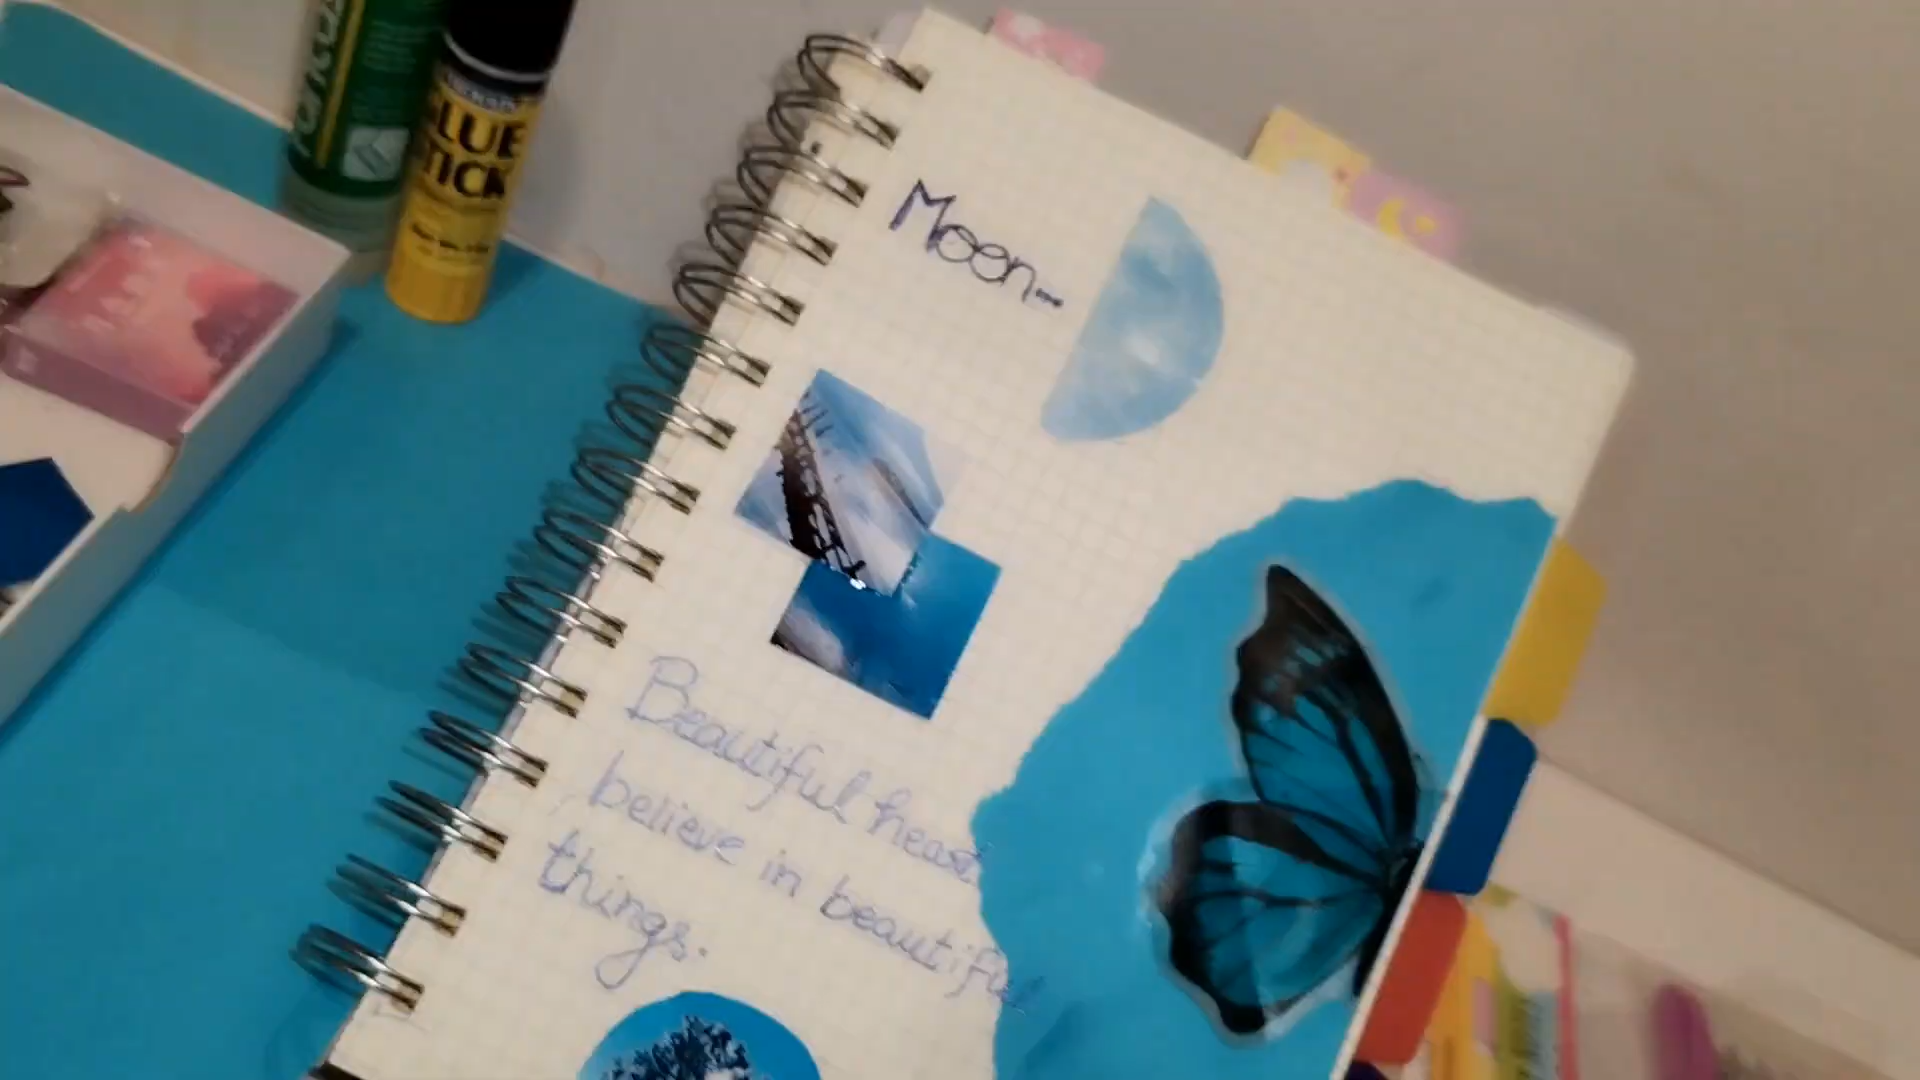 GLUE
STICK
Moon...
Beautiful heart
believe in beautiful
things.